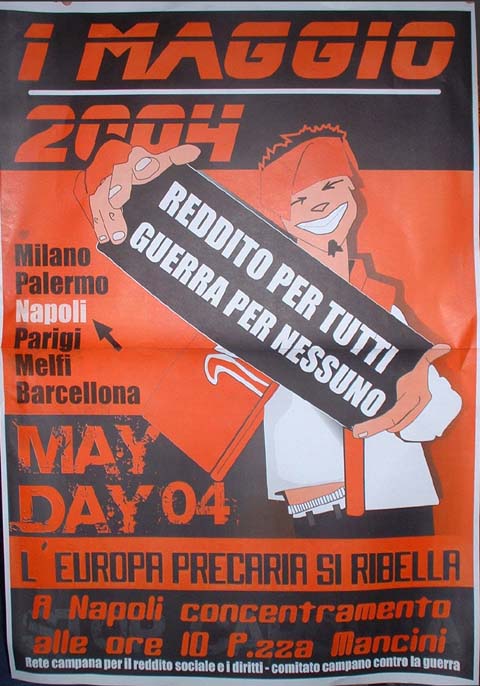 1 MAGGIO
2004
REDDITO PER TUTTI
GUERRA PER NESSUNO
Milano
Palermo
Napoli
Parigi
Melfi
Barcellona
MAY
DAY 04
L'EUROPA PRECARIA SI RIBELLA
A Napoli concentramento
alle ore 10 P.zza Mancini
Rete campana per il reddito sociale e i diritti - comitato campano contro la guerra